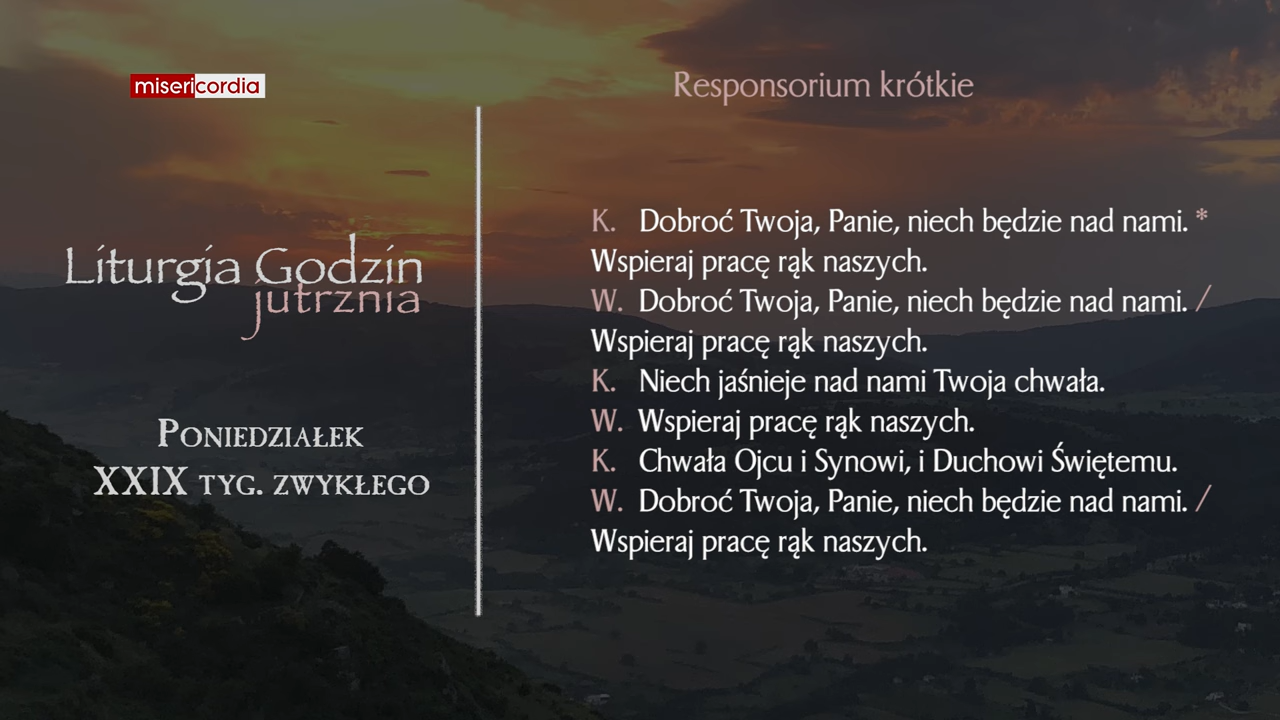 misericordia
Liturgia Godzin
jutrznia
Poniedziałek
XXIX tyg. zwykłego
Responsorium krótkie
K. Dobroć Twoja, Panie, niech będzie nad nami. *
Wspieraj pracę rąk naszych.
W. Dobroć Twoja, Panie, niech będzie nad nami. /
Wspieraj pracę rąk naszych.
K. Niech jaśnieje nad nami Twoja chwała.
W. Wspieraj pracę rąk naszych.
K. Chwała Ojcu i Synowi, i Duchowi Świętemu.
W. Dobroć Twoja, Panie, niech będzie nad nami. /
Wspieraj pracę rąk naszych.